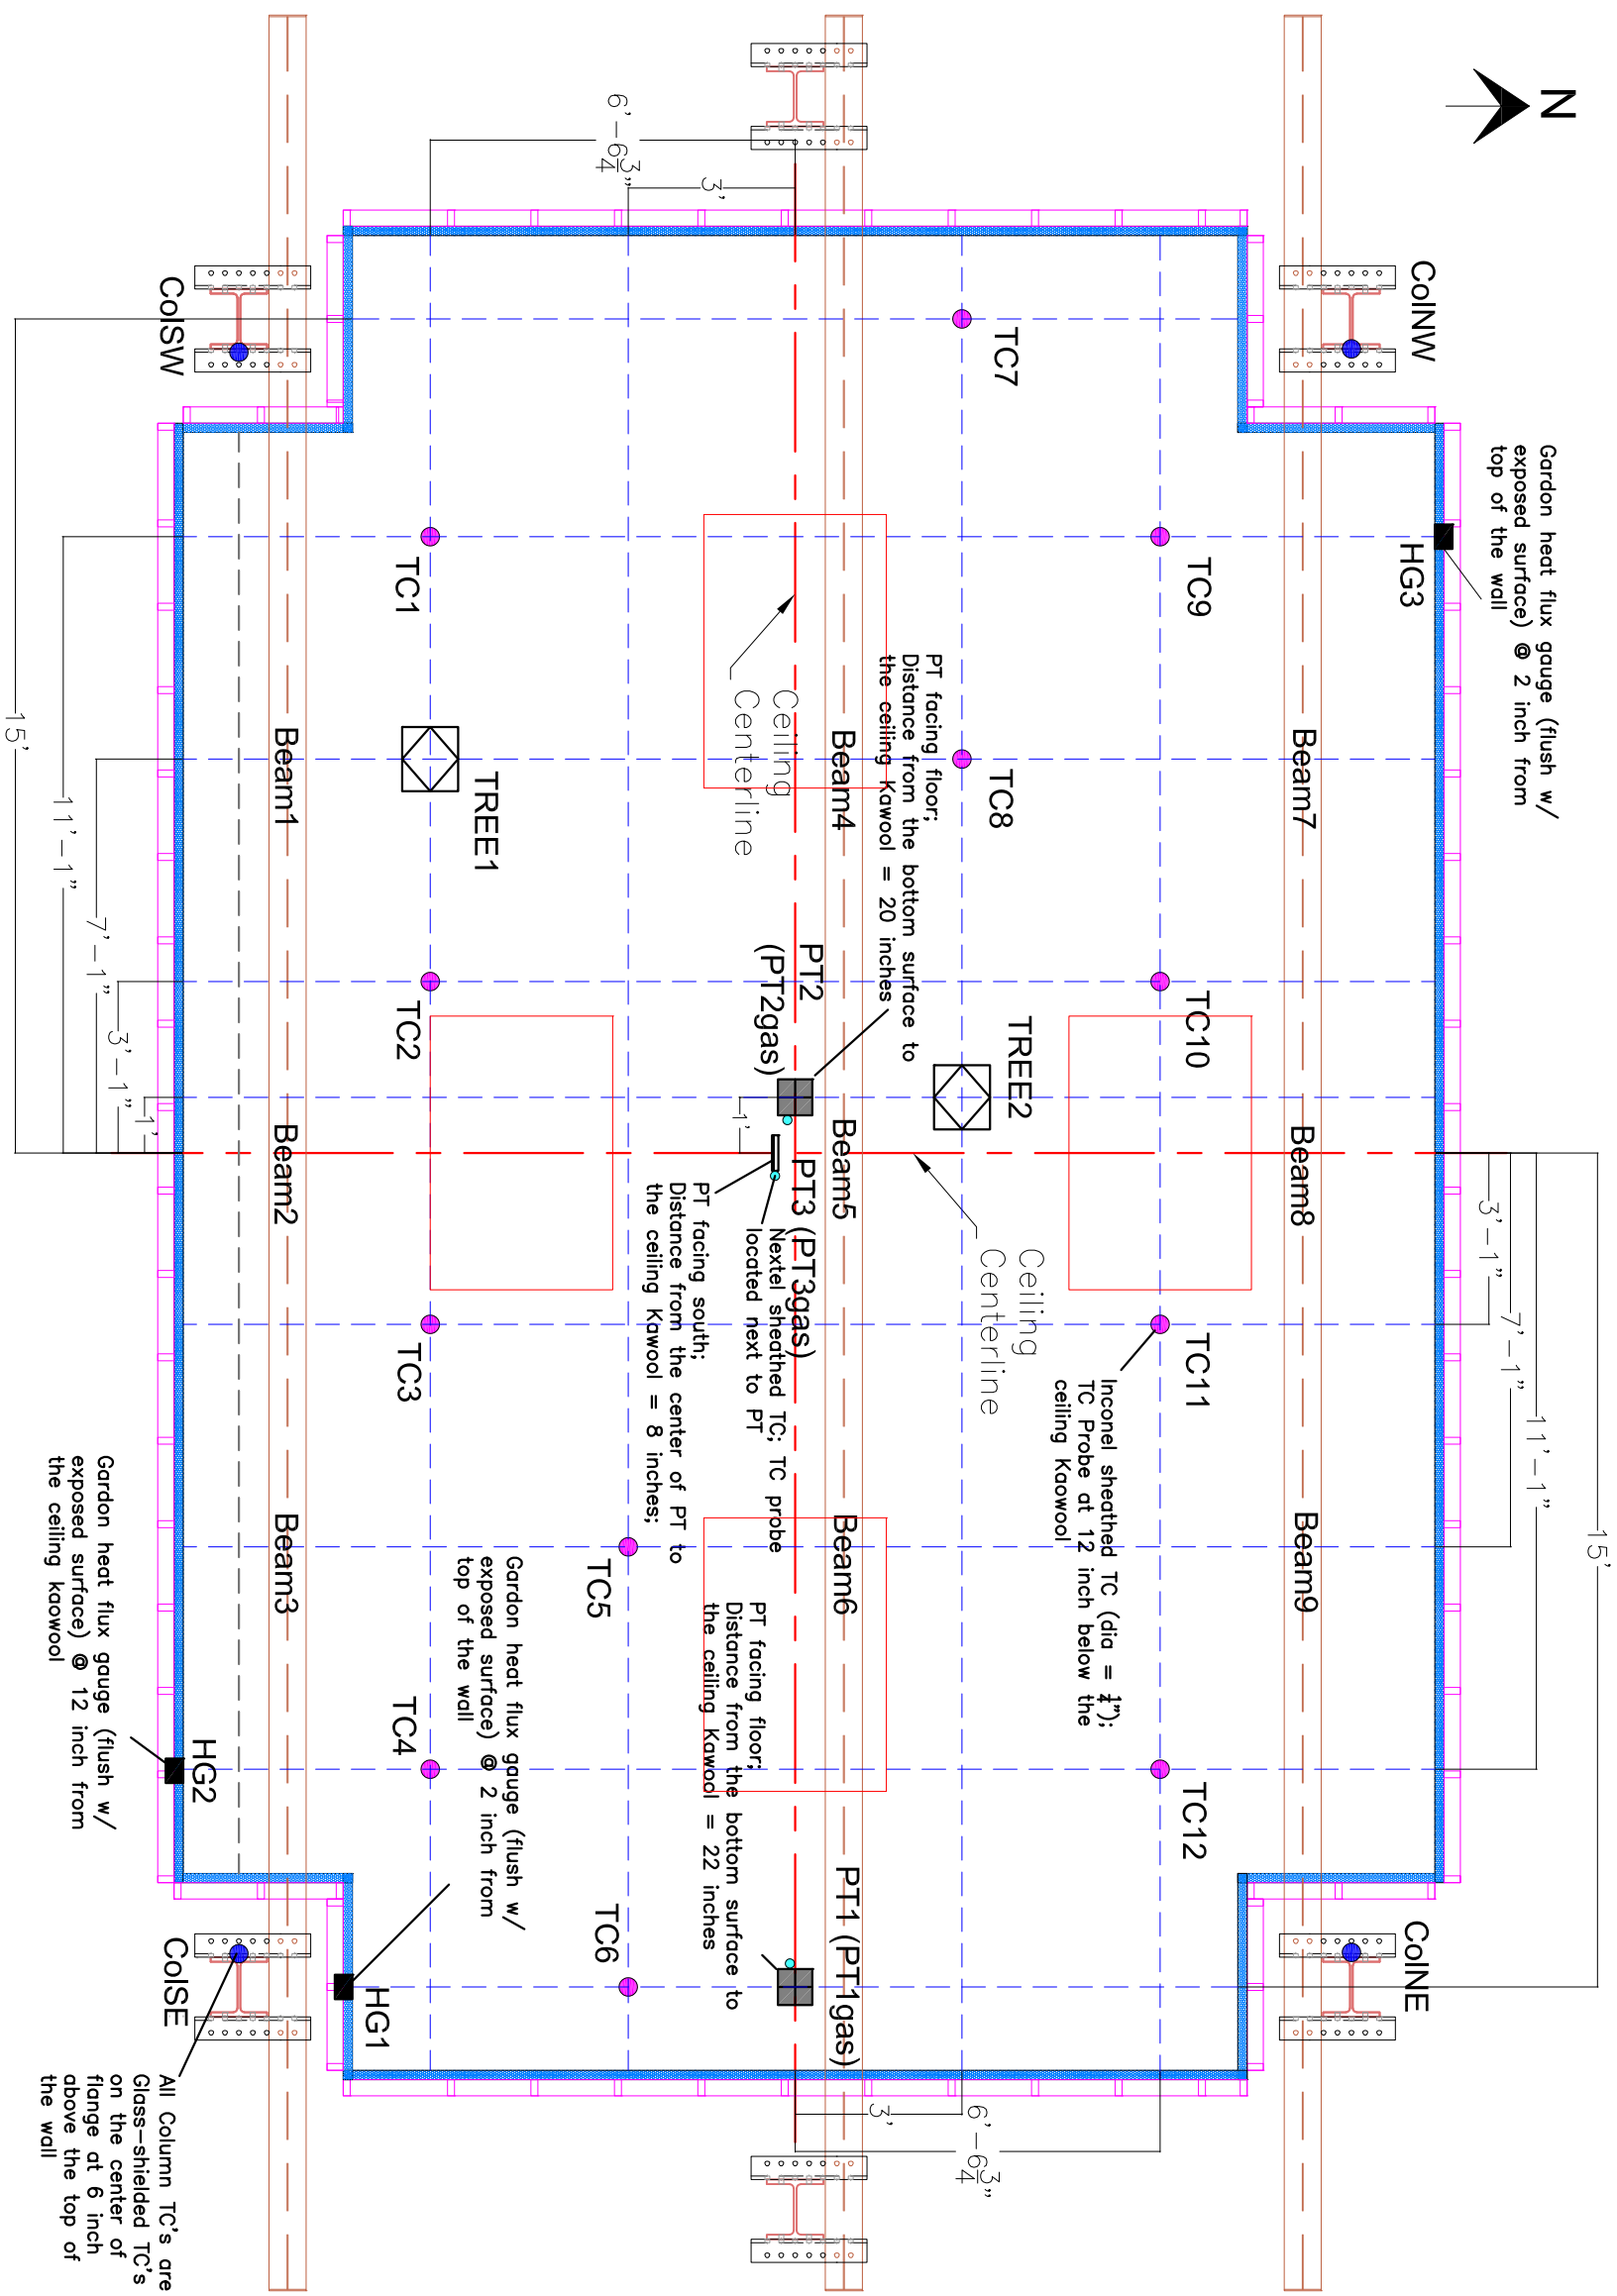 N
ColNW
ColNE
ColSW
ColSE
Gardon heat flux gauge (flush w/
exposed surface) @ 2 inch from
top of the wall
HG3
15'
11'-1"
7'-1"
3'-1"
Beam7
Beam8
Beam9
TC9
TC10
TC11
TC12
Inconel sheathed TC (dia = ¼");
TC Probe at 12 inch below the
ceiling Kaowool
TC7
TC8
TREE2
Ceiling
Centerline
3'
6'-6¾"
PT facing floor;
Distance from the bottom surface to
the ceiling Kawool = 20 inches
Beam4
Beam5
Beam6
PT1 (PT1gas)
PT2
(PT2gas)
PT3 (PT3gas)
Nextel sheathed TC; TC probe
located next to PT
1'
Ceiling
Centerline
PT facing south;
Distance from the center of PT to
the ceiling Kawool = 8 inches;
PT facing floor;
Distance from the bottom surface to
the ceiling Kawool = 22 inches
3'
6'-6¾"
TC5
TC6
TREE1
TC1
TC2
TC3
TC4
Gardon heat flux gauge (flush w/
exposed surface) @ 2 inch from
top of the wall
HG1
Beam1
Beam2
Beam3
HG2
Gardon heat flux gauge (flush w/
exposed surface) @ 12 inch from
the ceiling kaowool
1'
3'-1"
7'-1"
11'-1"
15'
All Column TC's are
Glass-shielded TC's
on the center of
flange at 6 inch
above the top of
the wall